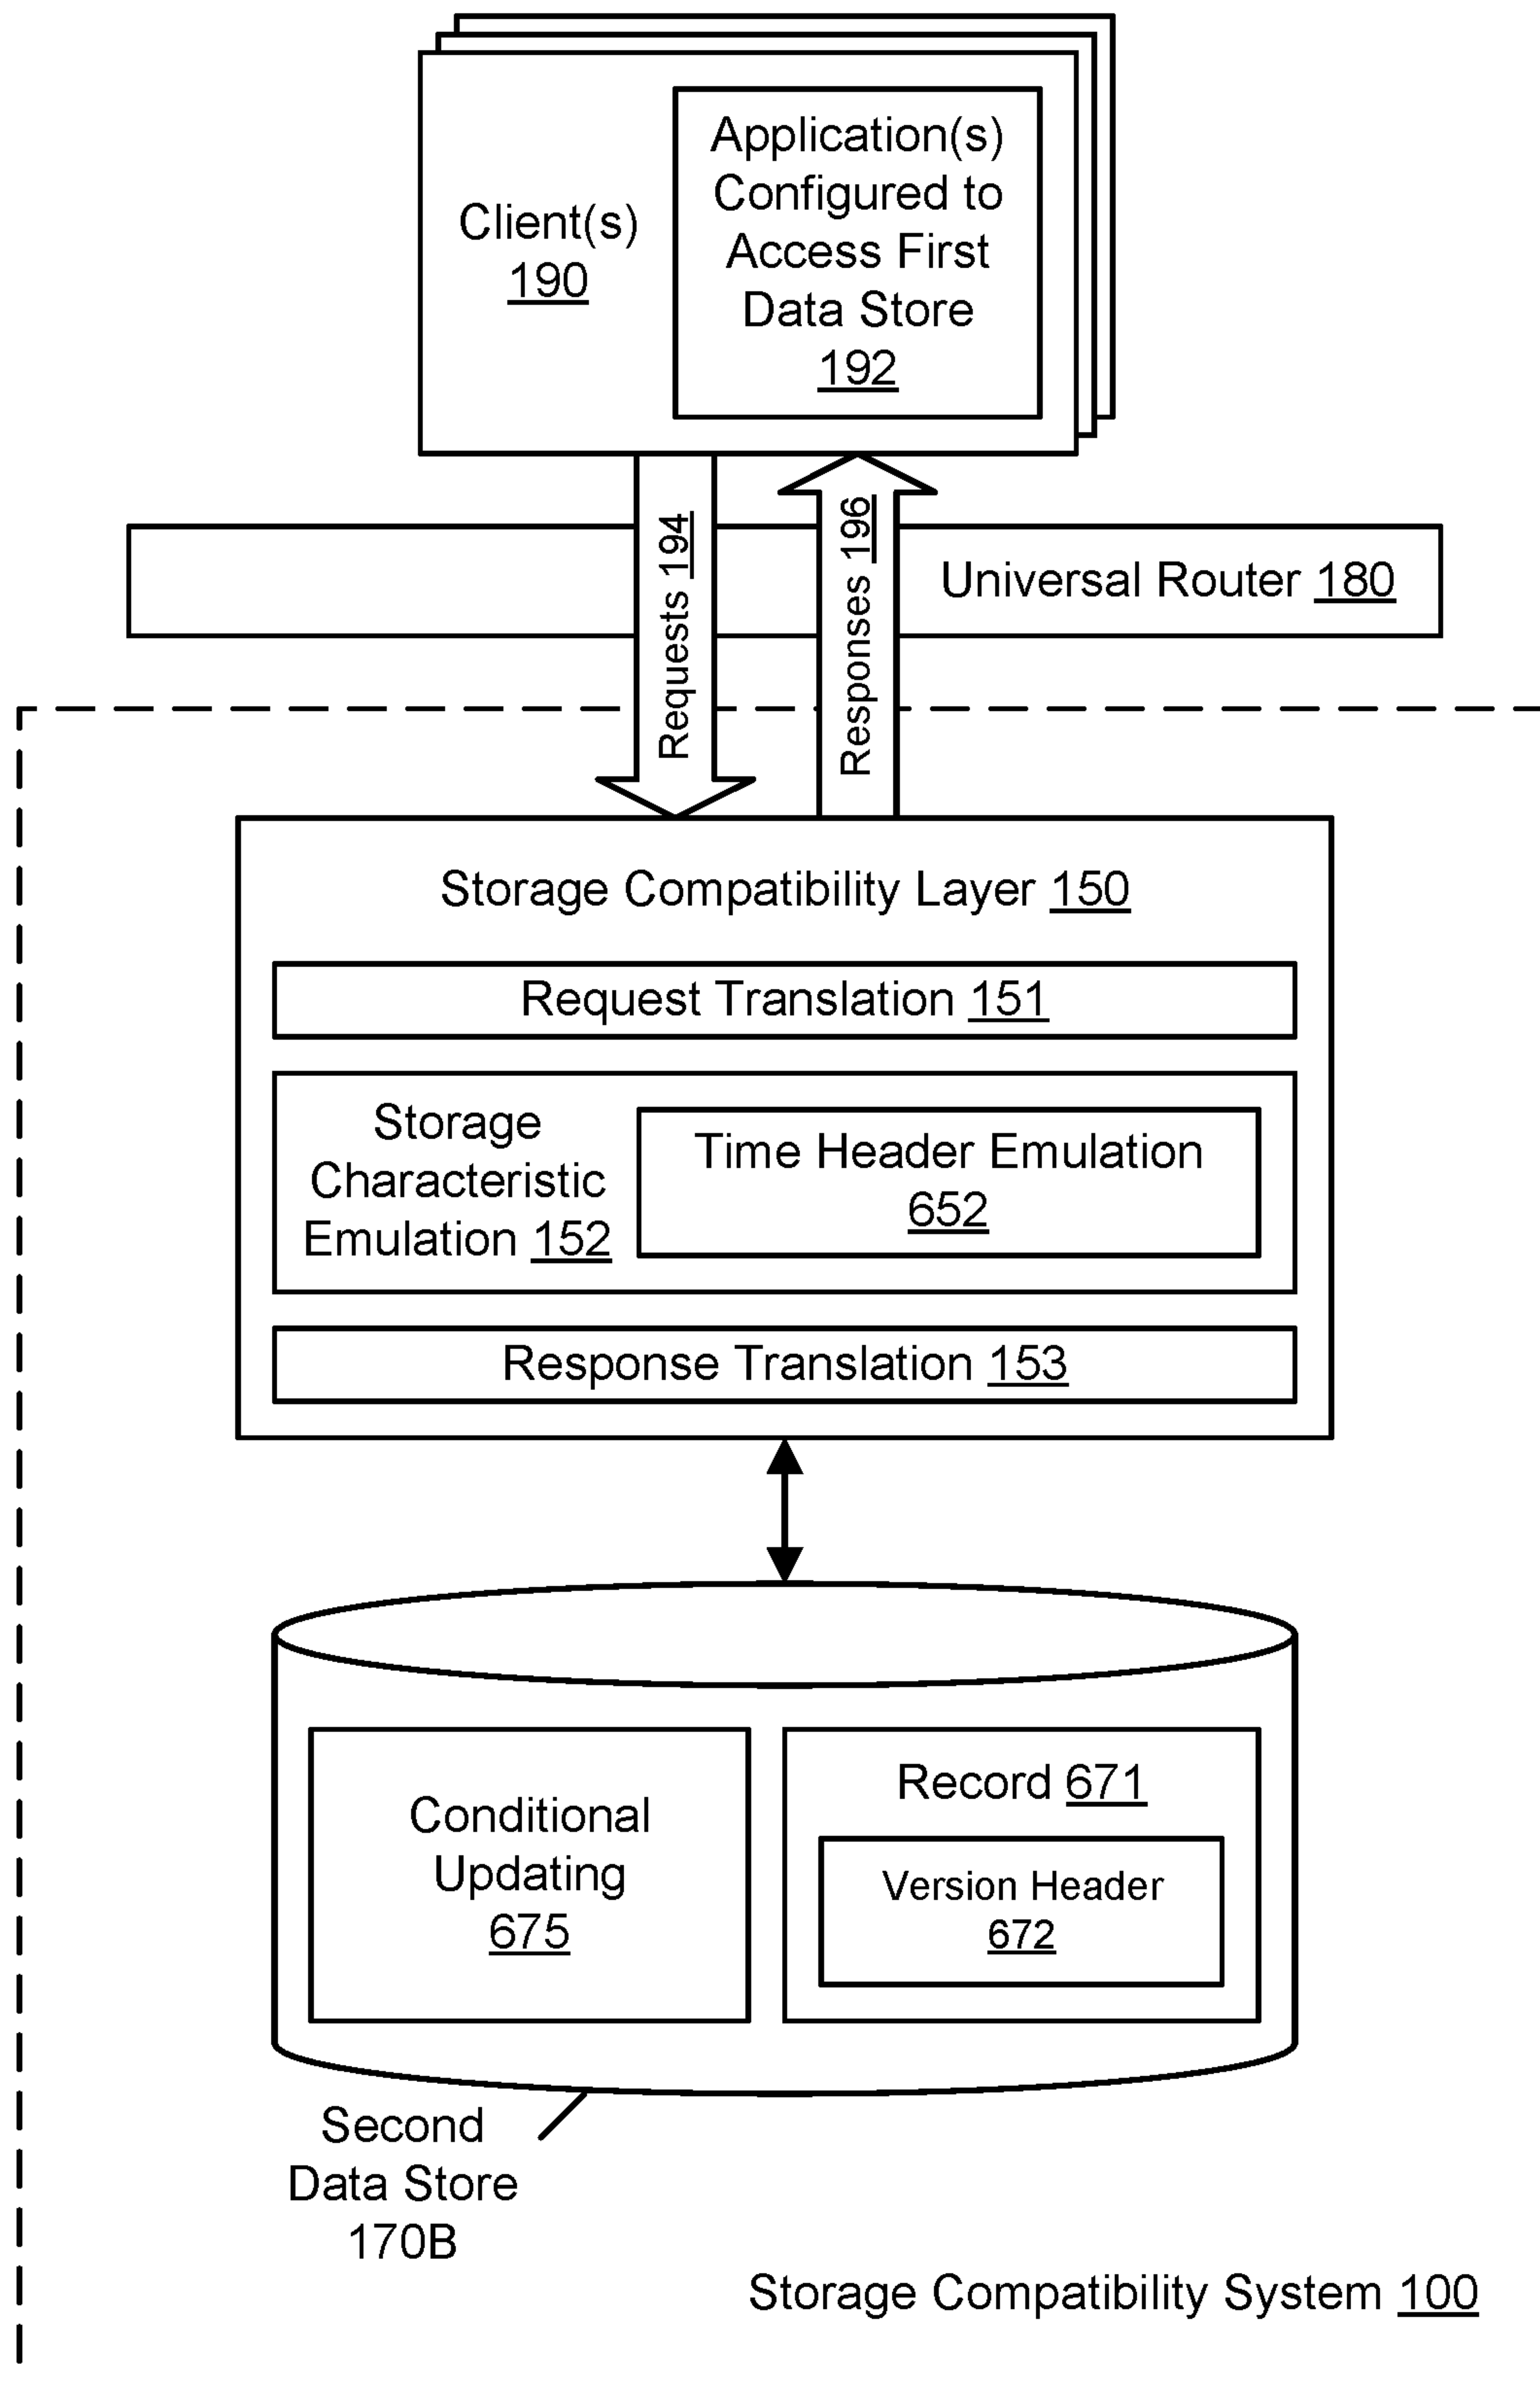 Client(s)
190
Application(s)
Configured to
Access First
Data Store
192
Requests 194
Responses 196
Universal Router 180
Storage Compatibility Layer 150
Request Translation 151
Storage
Characteristic
Emulation 152
Time Header Emulation
652
Response Translation 153
Conditional
Updating
675
Record 671
Version Header
672
Second
Data Store
170B
Storage Compatibility System 100